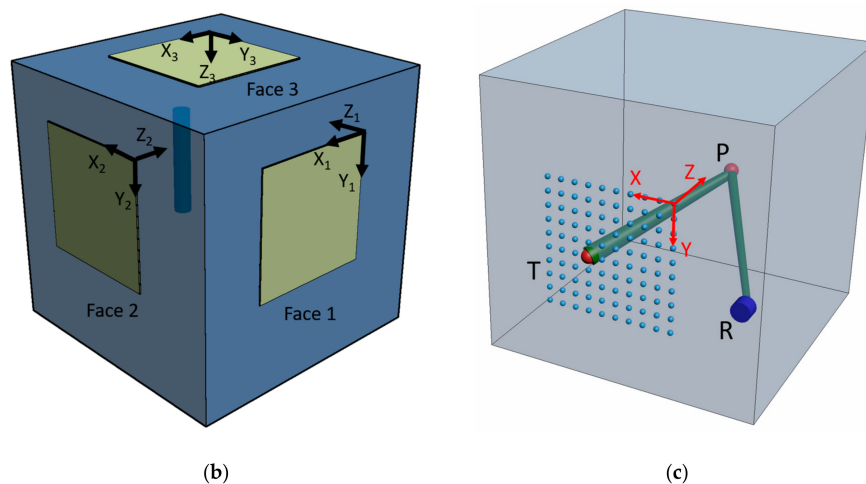 X3
Y3
Z3
Face 3
Z1
X1
Y1
Z2
X2
Y2
Face 2
Face 1
(b)
P
X
Z
Y
T
R
(c)